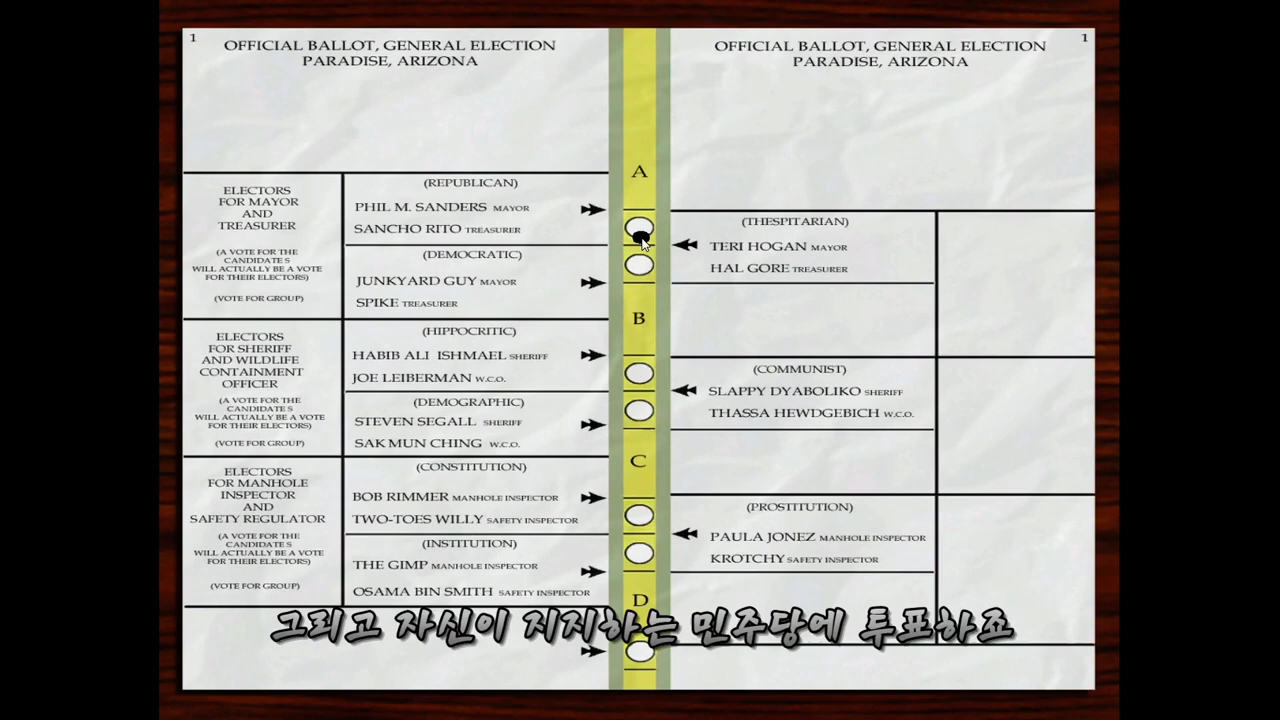 1
OFFICIAL BALLOT, GENERAL ELECTION
PARADISE, ARIZONA
ELECTORS
FOR MAYOR
AND
TREASURER
(A VOTE FOR THE
CANDIDATE S
WILL ACTUALLY BE A VOTE
FOR THEIR ELECTORS)
(VOTE FOR GROUP)
(REPUBLICAN)
PHIL M. SANDERS MAYOR
SANCHO RITO TREASURER
(DEMOCRATIC)
JUNKYARD GUY MAYOR
SPIKE TREASURER
ELECTORS
FOR SHERIFF
AND WILDLIFE
CONTAINMENT
OFFICER
(A VOTE FOR THE
CANDIDATE S
WILL ACTUALLY BE A VOTE
FOR THEIR ELECTORS)
(VOTE FOR GROUP)
(HIPPOCRITIC)
HABIB ALI ISHMAEL SHERIFF
JOE LEIBERMAN W.C.O.
(DEMOGRAPHIC)
STEVEN SEGALL SHERIFF
SAK MUN CHING W.C.O.
ELECTORS
FOR MANHOLE
INSPECTOR
AND
SAFETY REGULATOR
(A VOTE FOR THE
CANDIDATE S
WILL ACTUALLY BE A VOTE
FOR THEIR ELECTORS)
(VOTE FOR GROUP)
(CONSTITUTION)
BOB RIMMER MANHOLE INSPECTOR
TWO-TOES WILLY SAFETY INSPECTOR
(INSTITUTION)
THE GIMP MANHOLE INSPECTOR
OSAMA BIN SMITH SAFETY INSPECTOR
A
B
C
D
1
OFFICIAL BALLOT, GENERAL ELECTION
PARADISE, ARIZONA
(THESPITARIAN)
TERI HOGAN MAYOR
HAL GORE TREASURER
(COMMUNIST)
SLAPPY DYABOLIKO SHERIFF
THASSA HEWDGEBICH W.C.O.
(PROSTITUTION)
PAULA JONEZ MANHOLE INSPECTOR
KROTCHY SAFETY INSPECTOR
그리고 자신이 지지하는 민주당에 투표하죠